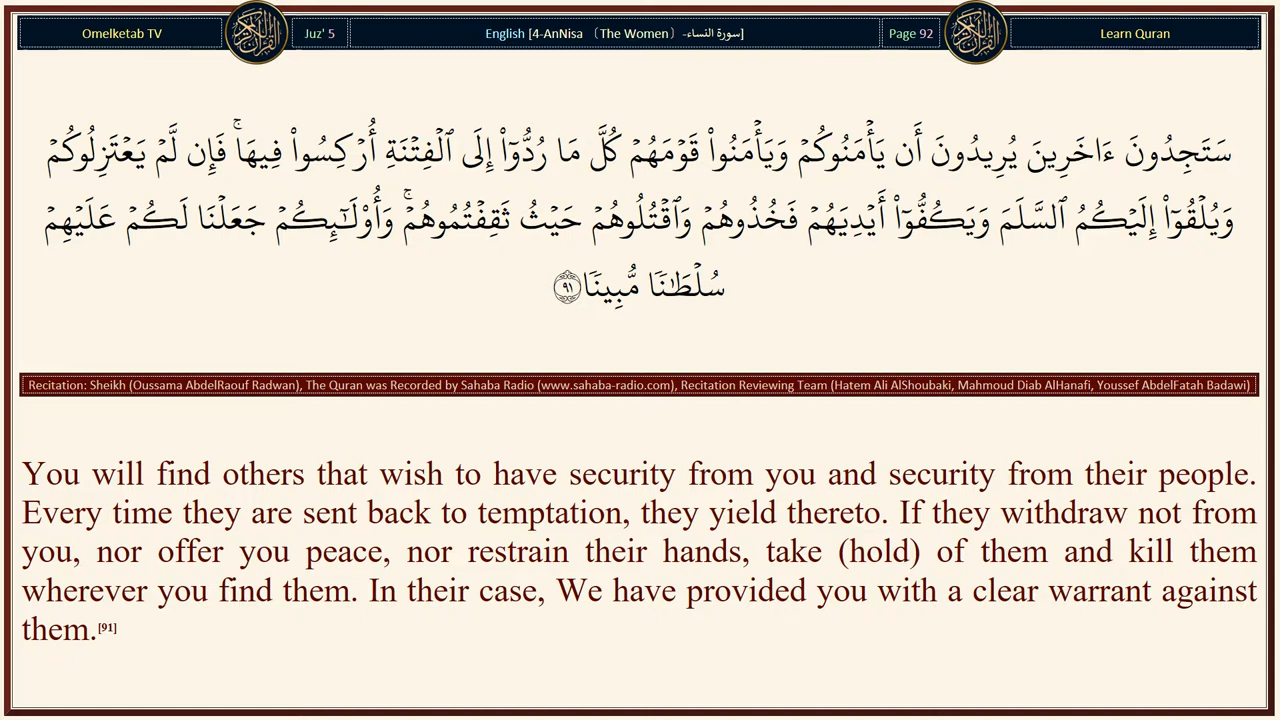 Omelketab TV
Juz' 5
English [4-AnNisa （The Women） -سورة النساء]
Page 92
Learn Quran
سَتَجِدُونَ ءَاخَرِينَ يُرِيدُونَ أَن يَأْمَنُوكُمْ وَيَأْمَنُوا۟ قَوْمَهُمْ كُلَّ مَا رُدُّوٓا۟ إِلَى ٱلْفِتْنَةِ أُرْكِسُوا۟ فِيهَا ۚ فَإِن لَّمْ يَعْتَزِلُوكُمْ
وَيُلْقُوٓا۟ إِلَيْكُمُ ٱلسَّلَمَ وَيَكُفُّوٓا۟ أَيْدِيَهُمْ فَخُذُوهُمْ وَٱقْتُلُوهُمْ حَيْثُ ثَقِفْتُمُوهُمْ ۚ وَأُو۟لَـٰٓئِكُمْ جَعَلْنَا لَكُمْ عَلَيْهِمْ
سُلْطَـٰنًا مُّبِينًا ٩١
Recitation: Sheikh (Oussama AbdelRaouf Radwan), The Quran was Recorded by Sahaba Radio (www.sahaba-radio.com), Recitation Reviewing Team (Hatem Ali AlShoubaki, Mahmoud Diab AlHanafi, Youssef AbdelFatah Badawi)
You will find others that wish to have security from you and security from their people.
Every time they are sent back to temptation, they yield thereto. If they withdraw not from
you, nor offer you peace, nor restrain their hands, take (hold) of them and kill them
wherever you find them. In their case, We have provided you with a clear warrant against
them.[91]